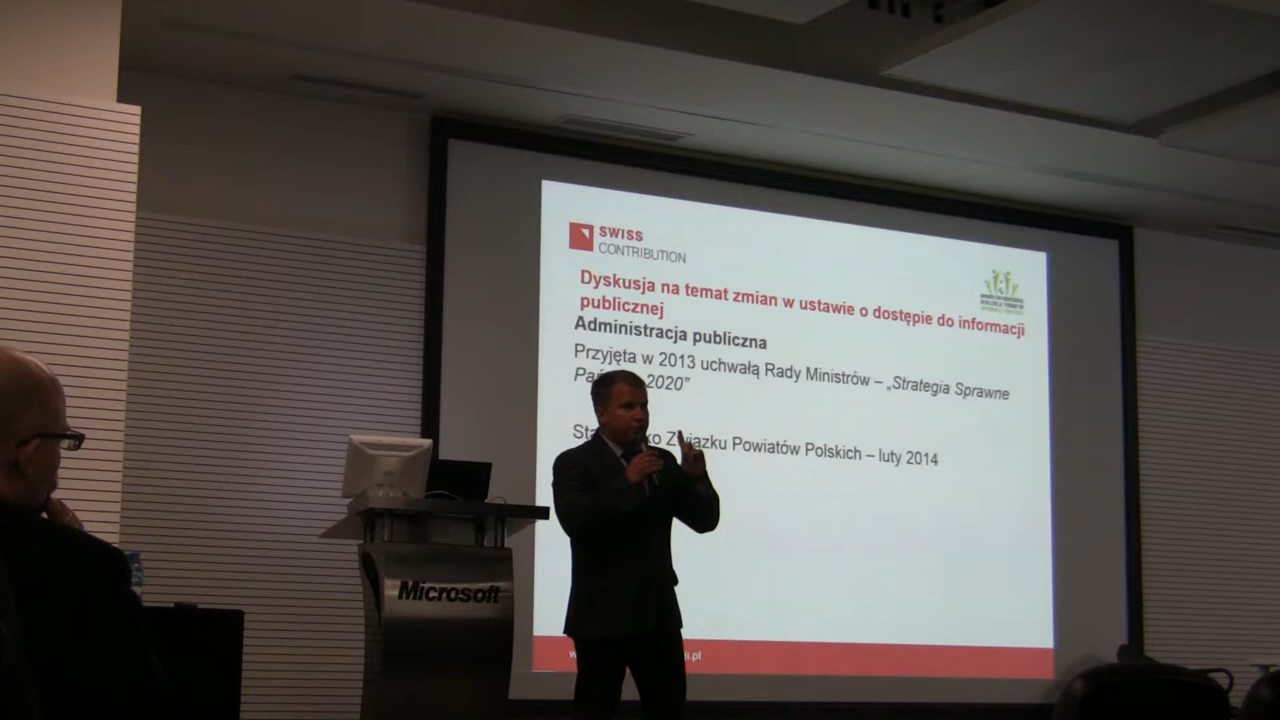 SWISS
CONTRIBUTION
Dyskusja na temat zmian w ustawie o dostępie do informacji
publicznej
Administracja publiczna
Przyjęta w 2013 uchwałą Rady Ministrów – „Strategia Sprawne
2020”
Związku Powiatów Polskich – luty 2014
Microsoft